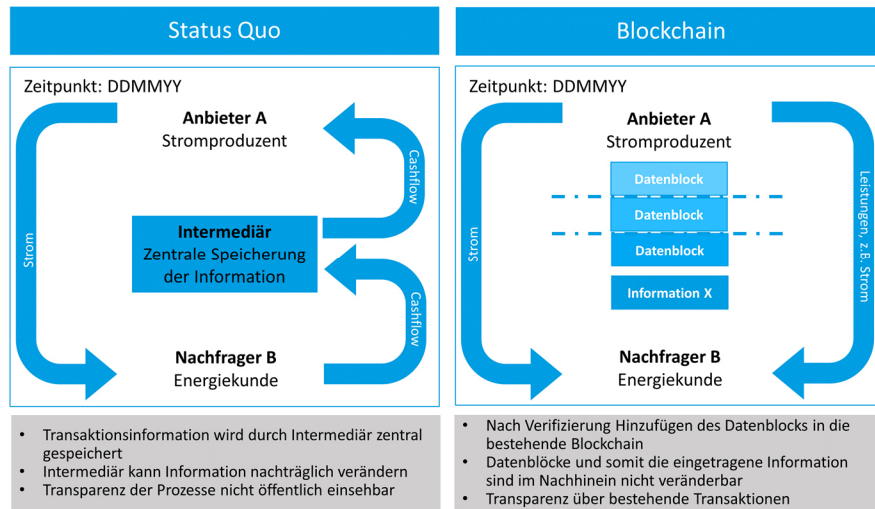 Status Quo
Zeitpunkt: DDMMYY
Anbieter A
Stromproduzent
Cashflow
Strom
Intermediär
Zentrale Speicherung
der Information
Cashflow
Nachfrager B
Energiekunde
• Transaktionsinformation wird durch Intermediär zentral
gespeichert
• Intermediär kann Information nachträglich verändern
• Transparenz der Prozesse nicht öffentlich einsehbar
Blockchain
Zeitpunkt: DDMMYY
Anbieter A
Stromproduzent
Datenblock
Datenblock
Datenblock
Information X
Strom
Leistungen, z.B. Strom
Nachfrager B
Energiekunde
• Nach Verifizierung Hinzufügen des Datenblocks in die
bestehende Blockchain
• Datenblöcke und somit die eingetragene Information
sind im Nachhinein nicht veränderbar
• Transparenz über bestehende Transaktionen